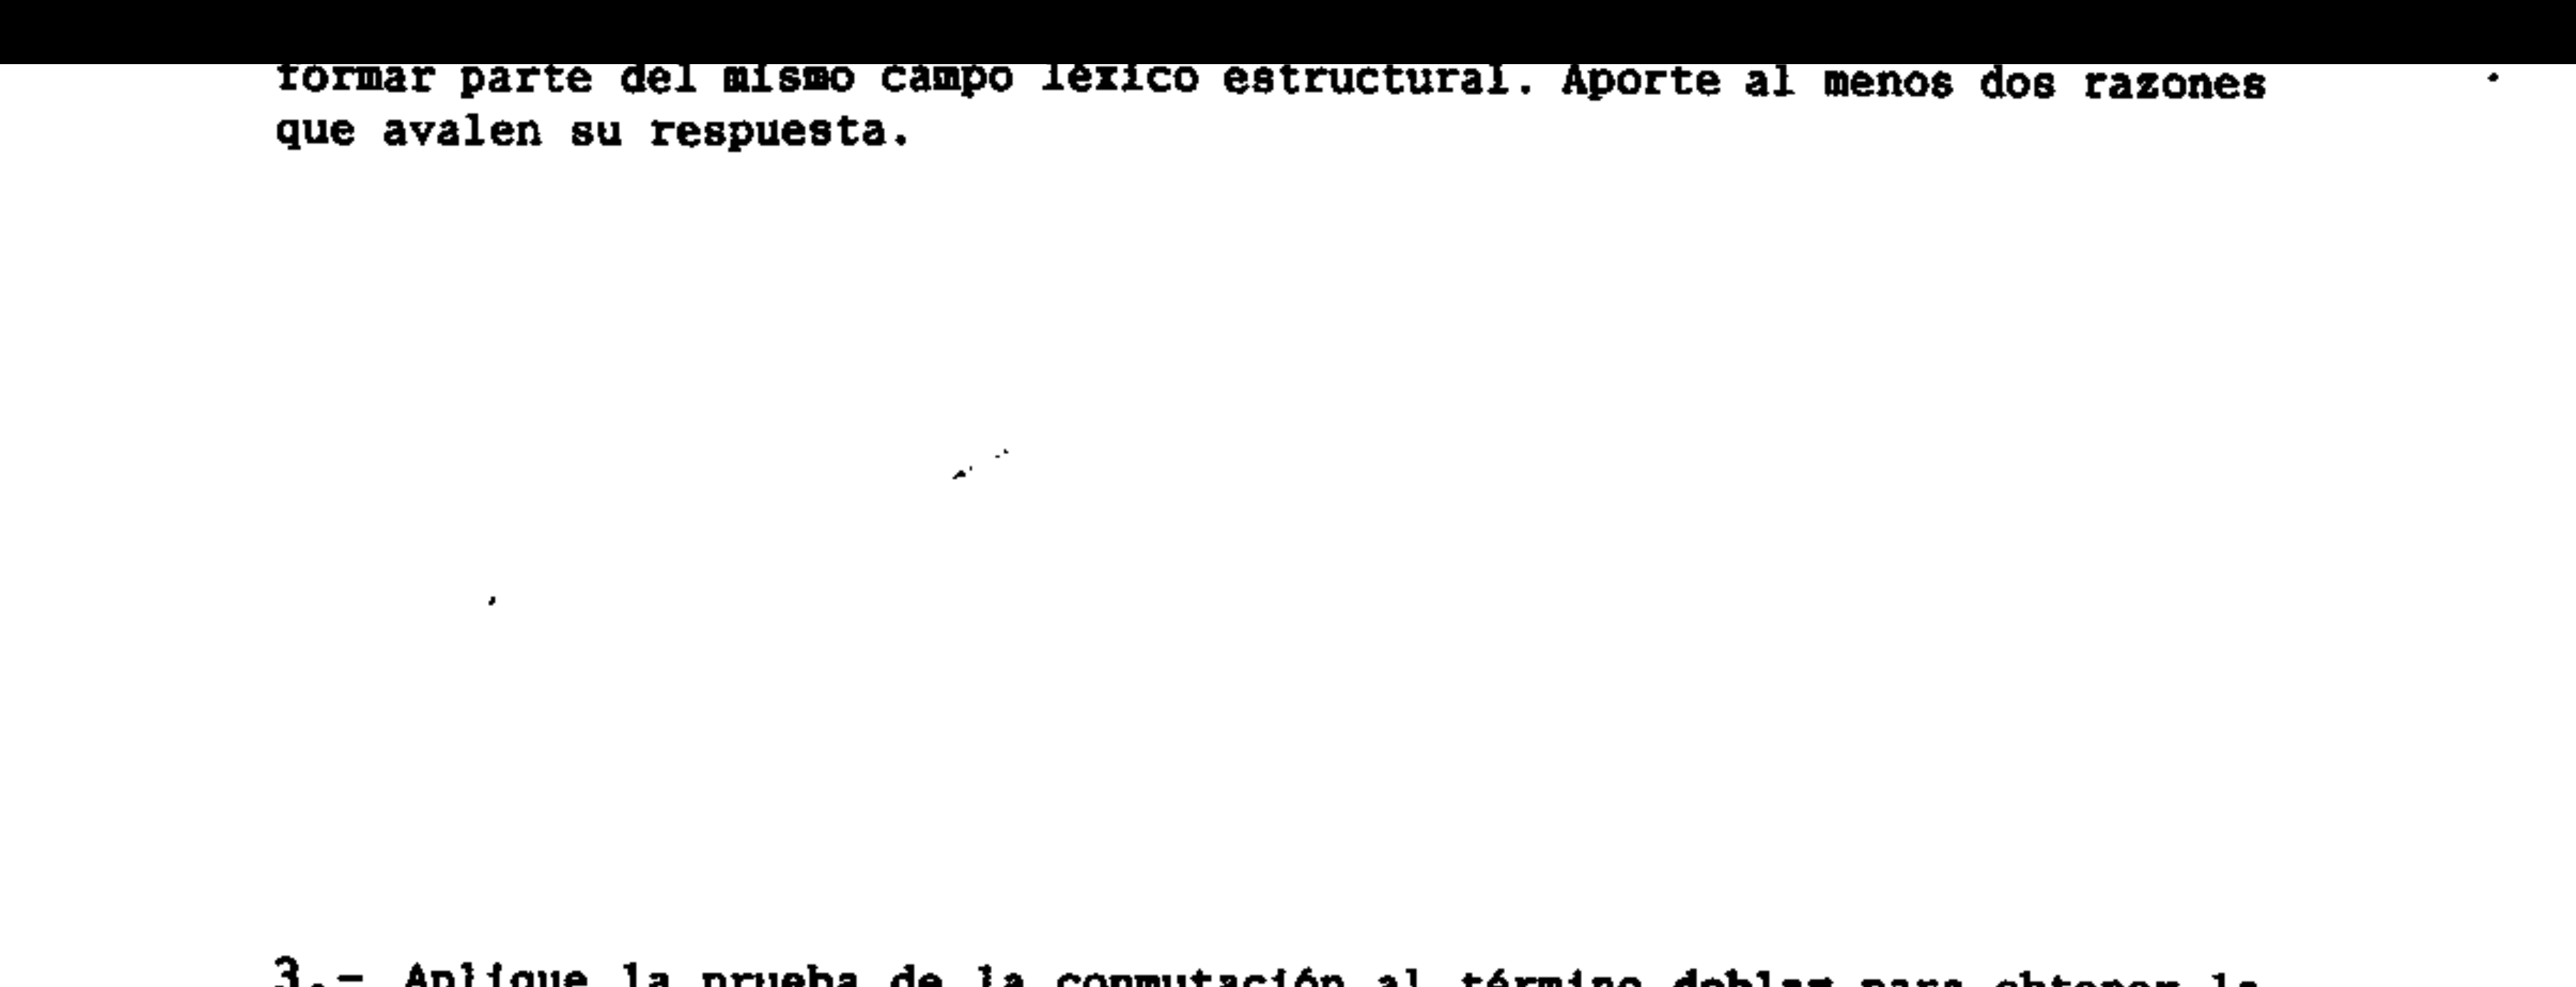 formar parte del mismo campo léxico estructural. Aporte al menos dos razones
que avalen su respuesta.
3.- Aplique la prueba de la conmutación al término doblar para obtener la